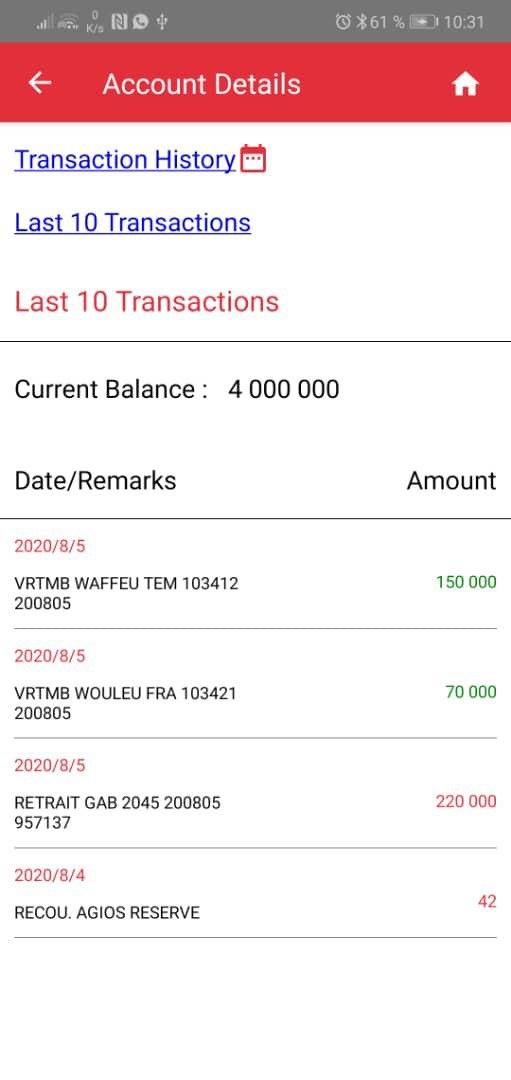 0
K/s
61 %
10:31
Account Details
Transaction History
Last 10 Transactions
Last 10 Transactions
Current Balance : 4 000 000
Date/Remarks Amount
2020/8/5
VRTMB WAFFEU TEM 103412 150 000
200805
2020/8/5
VRTMB WOULEU FRA 103421 70 000
200805
2020/8/5
RETRAIT GAB 2045 200805 220 000
957137
2020/8/4
RECOU. AGIOS RESERVE 42